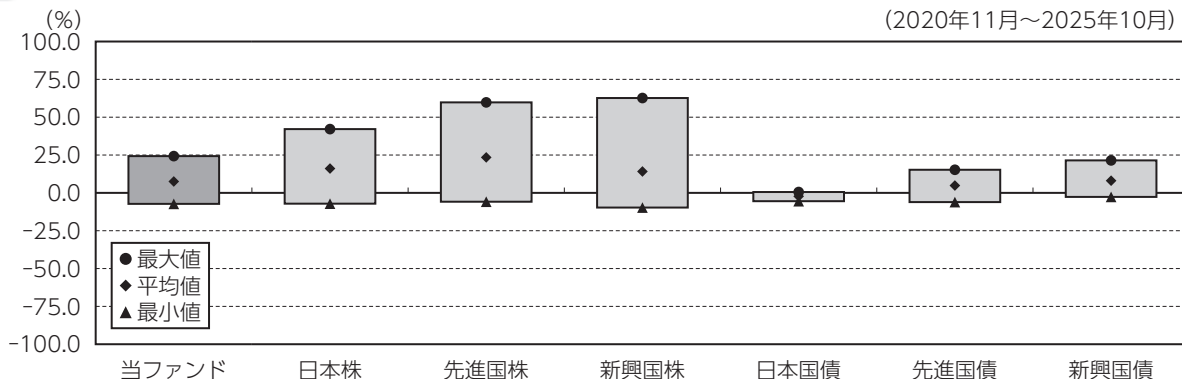 (%)
(2020年11月～2025年10月)
100.0
75.0
50.0
25.0
0.0
-25.0
-50.0
-75.0
-100.0
●最大値
◆平均値
▲最小値
当ファンド 日本株 先進国株 新興国株 日本国債 先進国債 新興国債